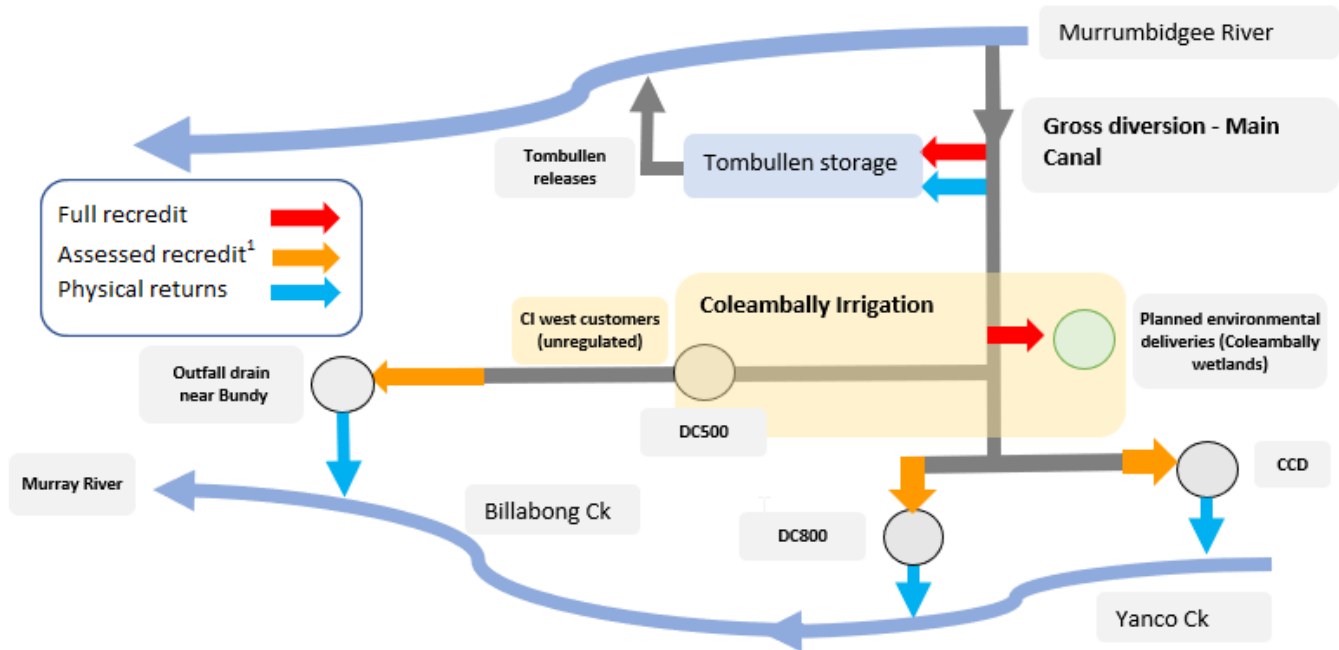 Murrumbidgee River
Gross diversion - Main
Canal
Tombullen
releases
Tombullen storage
Full recredit
Assessed recredit¹
Physical returns
CI west customers
(unregulated)
Coleambally Irrigation
Planned environmental
deliveries (Coleambally
wetlands)
Outfall drain
near Bundy
DC500
Murray River
CCD
Billabong Ck
DC800
Yanco Ck